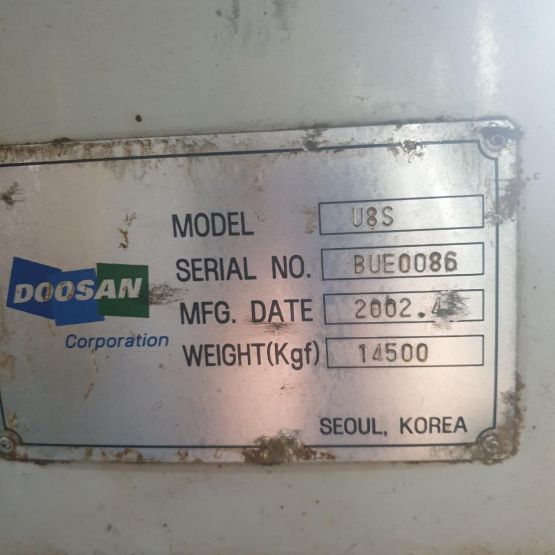 MODEL U8S
SERIAL NO. BUE0086
DOOSAN
MFG. DATE 2002.4
Corporation
WEIGHT(Kgf) 14500
SEOUL, KOREA